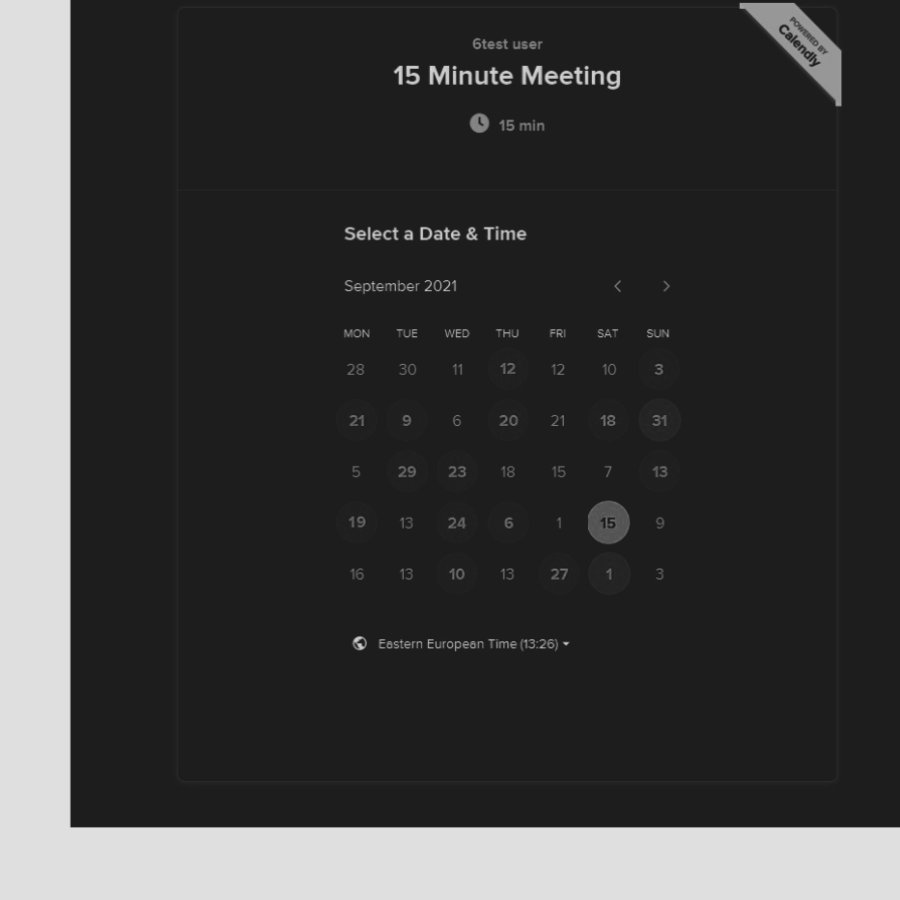 POWERED BY
Calendly
6test user
15 Minute Meeting
15 min
Select a Date & Time
September 2021
MON TUE WED THU FRI SAT SUN
28 30 11 12 12 10 3
21 9 6 20 21 18 31
5 29 23 18 15 7 13
19 13 24 6 1 15 9
16 13 10 13 27 1 3
Eastern European Time (13:26)